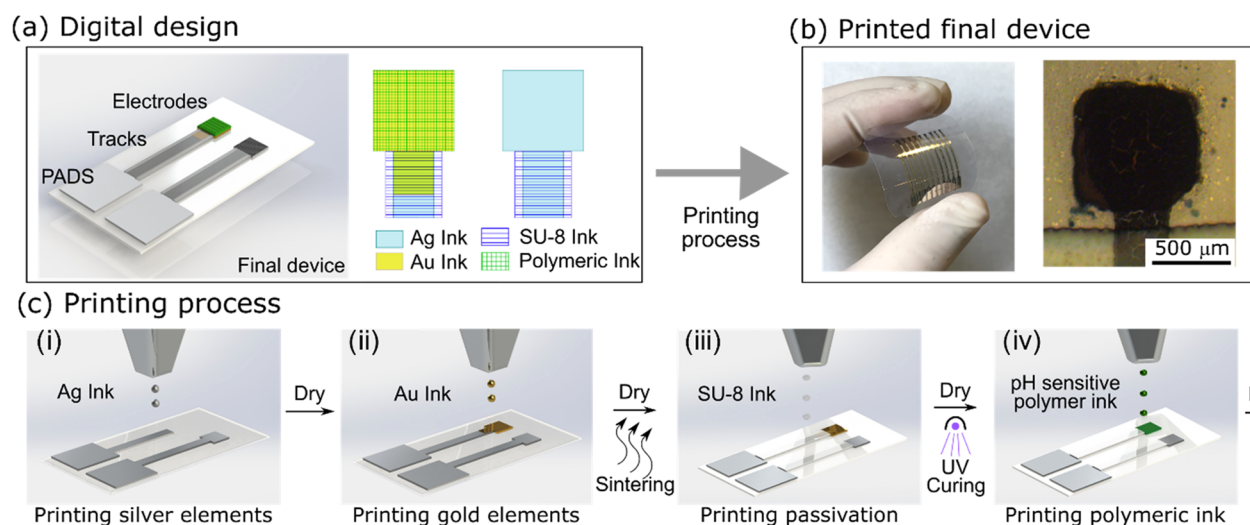 (a) Digital design
Electrodes
Tracks
PADS
Final device
Ag Ink
SU-8 Ink
Au Ink
Polymeric Ink
Printing
process
(b) Printed final device
500 μm
(c) Printing process
(i)
Ag Ink
Printing silver elements
Dry
(ii)
Au Ink
Printing gold elements
Dry
Sintering
(iii)
SU-8 Ink
Printing passivation
Dry
UV
Curing
(iv)
pH sensitive
polymer ink
Printing polymeric ink